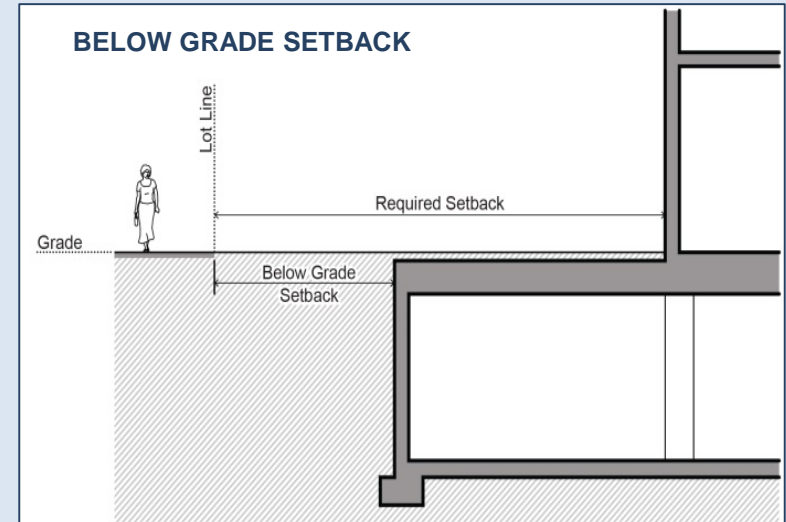 BELOW GRADE SETBACK
Lot Line
Required Setback
Grade
Below Grade
Setback